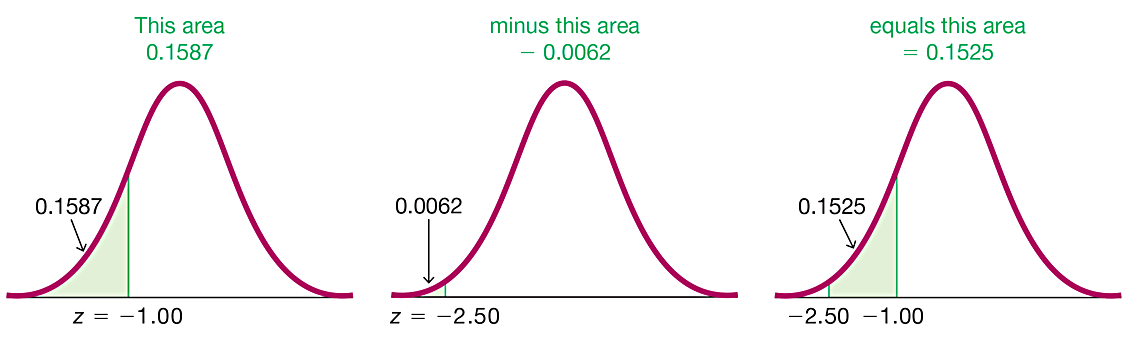 This area
0.1587
minus this area
− 0.0062
equals this area
= 0.1525
0.1587
0.0062
0.1525
z = −1.00
z = −2.50
−2.50 −1.00